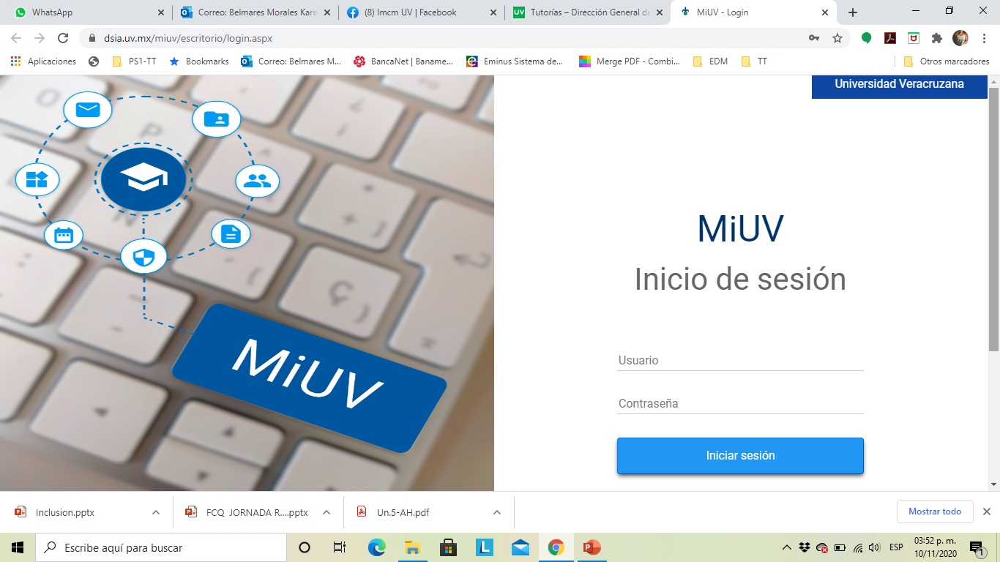 WhatsApp
Correo: Belmares Morales Kare
(8) Imcm UV | Facebook
Tutorías – Dirección General de
MiUV - Login
dsia.uv.mx/miuv/escritorio/login.aspx
Aplicaciones
PS1-TT
Bookmarks
Correo: Belmares M...
BancaNet | Baname...
Eminus Sistema de...
Merge PDF - Combi...
EDM
TT
Otros marcadores
Universidad Veracruzana
MiUV
Inicio de sesión
Usuario
Contraseña
Iniciar sesión
MiUV
Inclusion.pptx
FCQ JORNADA R....pptx
Un.5-AH.pdf
Mostrar todo
Escribe aquí para buscar
ESP
03:52 p. m.
10/11/2020
1